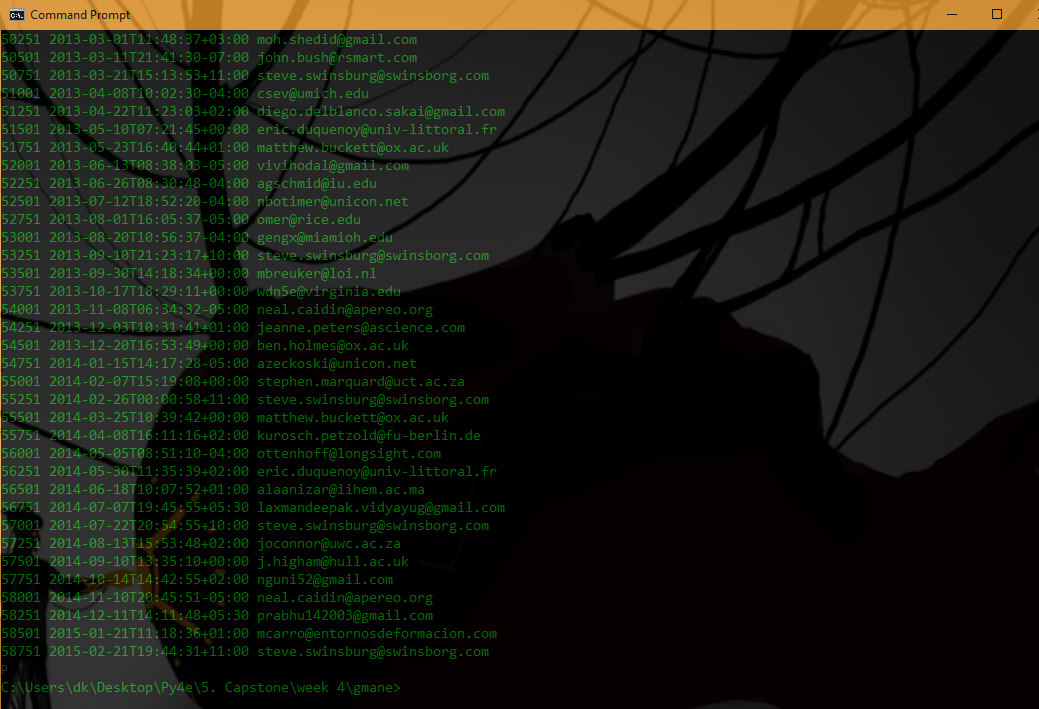 Command Prompt
50251 2013-03-01T11:48:37+03:00 moh.shedid@gmail.com
50501 2013-03-11T21:41:30-07:00 john.bush@rsmart.com
50751 2013-03-21T15:13:53+11:00 steve.swinsburg@swinsborg.com
51001 2013-04-08T10:02:30-04:00 csev@umich.edu
51251 2013-04-22T11:23:03+02:00 diego.delblanco.sakai@gmail.com
51501 2013-05-10T07:21:45+00:00 eric.duquenoy@univ-littoral.fr
51751 2013-05-23T16:40:44+01:00 matthew.buckett@ox.ac.uk
52001 2013-06-13T08:38:03-05:00 vivihodal@gmail.com
52251 2013-06-26T08:30:48-04:00 agschmid@iu.edu
52501 2013-07-12T18:52:20-04:00 nbotimer@unicon.net
52751 2013-08-01T16:05:37-05:00 omer@rice.edu
53001 2013-08-20T10:56:37-04:00 gengx@miamioh.edu
53251 2013-09-10T21:23:17+10:00 steve.swinsburg@swinsborg.com
53501 2013-09-30T14:18:34+00:00 mbreuker@loi.nl
53751 2013-10-17T18:29:11+00:00 wdn5e@virginia.edu
54001 2013-11-08T06:34:32-05:00 neal.caidin@apereo.org
54251 2013-12-03T10:31:41+01:00 jeanne.peters@ascience.com
54501 2013-12-20T16:53:49+00:00 ben.holmes@ox.ac.uk
54751 2014-01-15T14:17:28-05:00 azeckoski@unicon.net
55001 2014-02-07T15:19:08+00:00 stephen.marquard@uct.ac.za
55251 2014-02-26T00:00:58+11:00 steve.swinsburg@swinsborg.com
55501 2014-03-25T10:39:42+00:00 matthew.buckett@ox.ac.uk
55751 2014-04-08T16:11:16+02:00 kurosch.petzold@fu-berlin.de
56001 2014-05-05T08:51:10-04:00 ottenhoff@longsight.com
56251 2014-05-30T11:35:39+02:00 eric.duquenoy@univ-littoral.fr
56501 2014-06-18T10:07:52+01:00 alaanizar@iihem.ac.ma
56751 2014-07-07T19:45:55+05:30 laxmandeepak.vidyayug@gmail.com
57001 2014-07-22T20:54:55+10:00 steve.swinsburg@swinsborg.com
57251 2014-08-13T15:53:48+02:00 joconnor@uwc.ac.za
57501 2014-09-10T13:35:10+00:00 j.higham@hull.ac.uk
57751 2014-10-14T14:42:55+02:00 nguni52@gmail.com
58001 2014-11-10T20:45:51-05:00 neal.caidin@apereo.org
58251 2014-12-11T14:11:48+05:30 prabhu142003@gmail.com
58501 2015-01-21T11:18:36+01:00 mcarro@entornosdeformacion.com
58751 2015-02-21T19:44:31+11:00 steve.swinsburg@swinsborg.com
p
C:\Users\dk\Desktop\Py4e\5. Capstone\week 4\gmane>